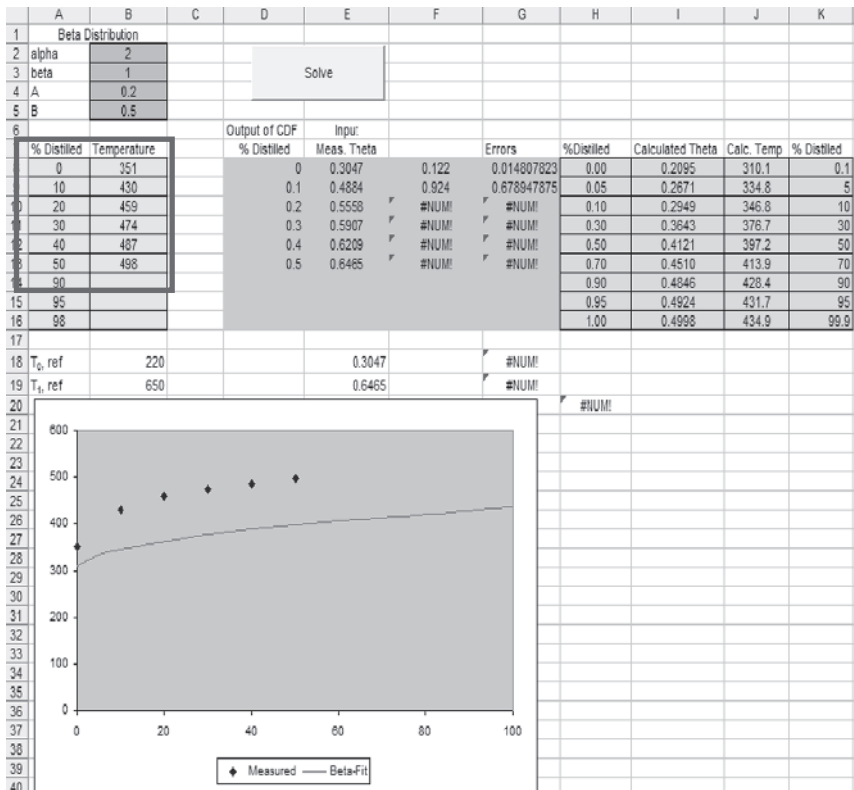 A B C D E F G H I J K
1 Beta Distribution
2 alpha 2
3 beta 1 Solve
4 A 0.2
5 B 0.5
6 Output of CDF Input:
% Distilled Temperature % Distilled Meas. Theta Errors %Distilled Calculated Theta Calc. Temp % Distilled
0 351 0 0.3047 0.122 0.014807823 0.00 0.2095 310.1 0.1
10 430 0.1 0.4884 0.924 0.678947875 0.05 0.2671 334.8 5
10 20 459 0.2 0.5558 #NUM! #NUM! 0.10 0.2949 346.8 10
11 30 474 0.3 0.5907 #NUM! #NUM! 0.30 0.3643 376.7 30
12 40 487 0.4 0.6209 #NUM! #NUM! 0.50 0.4121 397.2 50
13 50 498 0.5 0.6465 #NUM! #NUM! 0.70 0.4510 413.9 70
14 90 0.90 0.4846 428.4 90
15 95 0.95 0.4924 431.7 95
16 98 1.00 0.4998 434.9 99.9
17
18 T₀, ref 220 0.3047 #NUM!
19 T₁, ref 650 0.6465 #NUM!
20 #NUM!
21
22
23
24
25
26
27
28
29
30
31
32
33
34
35
36
37
38
39
40
600
500
400
300
200
100
0
0 20 40 60 80 100
Measured Beta-Fit